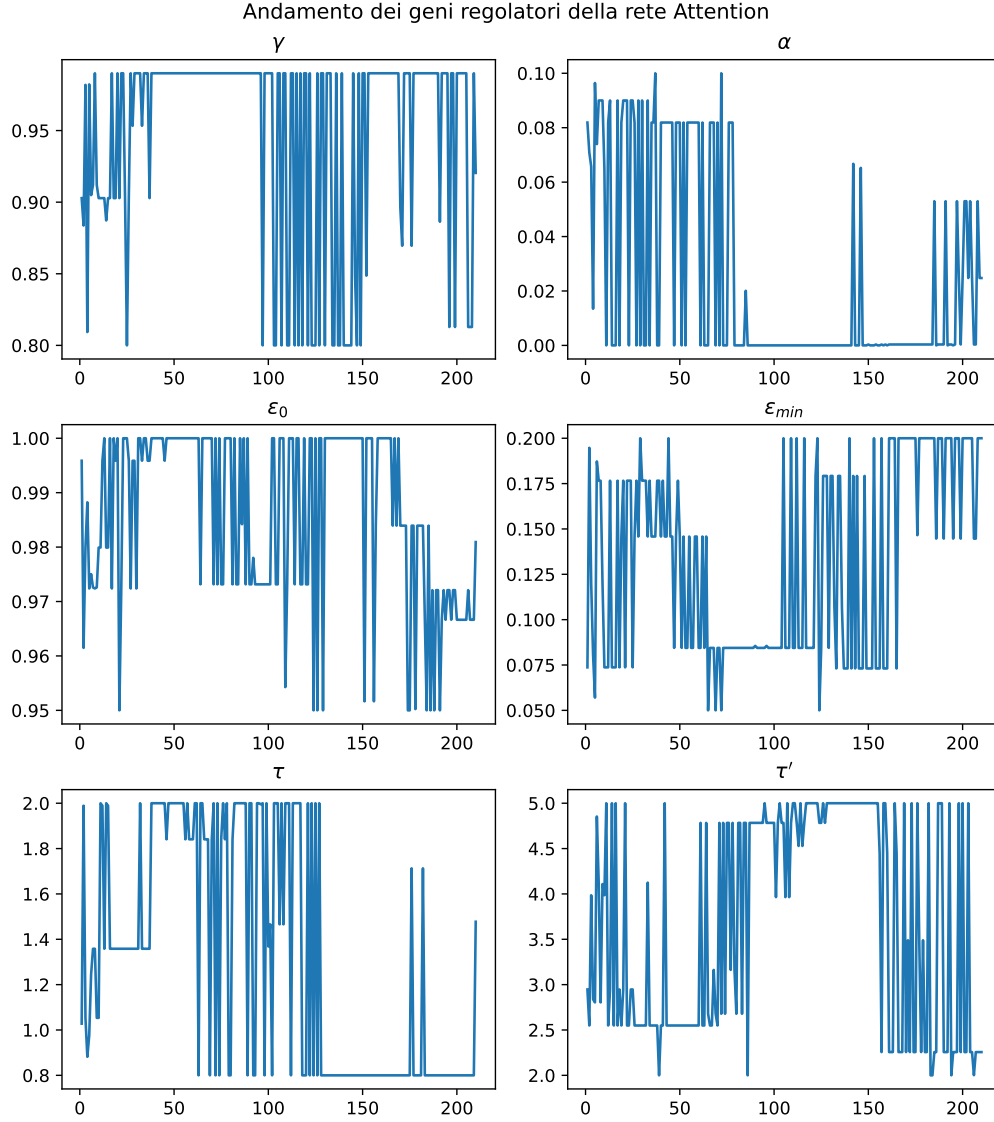 Andamento dei geni regolatori della rete Attention
γ
0.95
0.90
0.85
0.80
0 50 100 150 200
α
0.10
0.08
0.06
0.04
0.02
0.00
0 50 100 150 200
ε0
1.00
0.99
0.98
0.97
0.96
0.95
0 50 100 150 200
εmin
0.200
0.175
0.150
0.125
0.100
0.075
0.050
0 50 100 150 200
τ
2.0
1.8
1.6
1.4
1.2
1.0
0.8
0 50 100 150 200
τ′
5.0
4.5
4.0
3.5
3.0
2.5
2.0
0 50 100 150 200